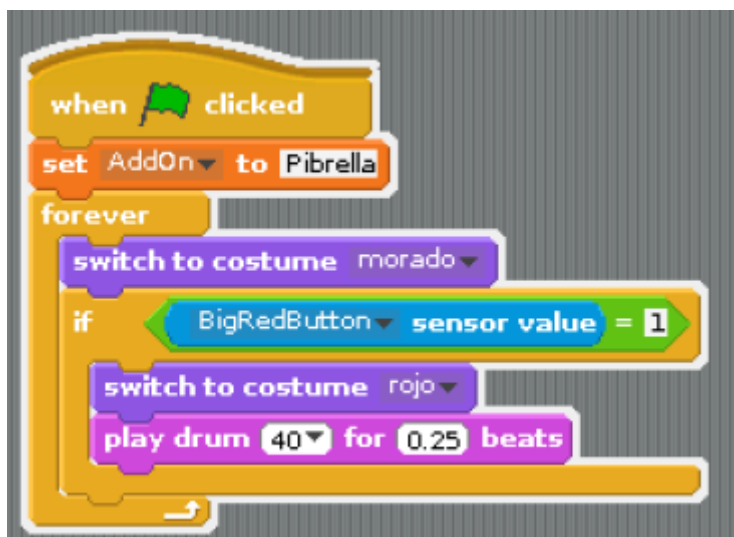 when clicked
set AddOn to Pibrella
forever
switch to costume morado
if BigRedButton sensor value = 1
switch to costume rojo
play drum 40 for 0.25 beats